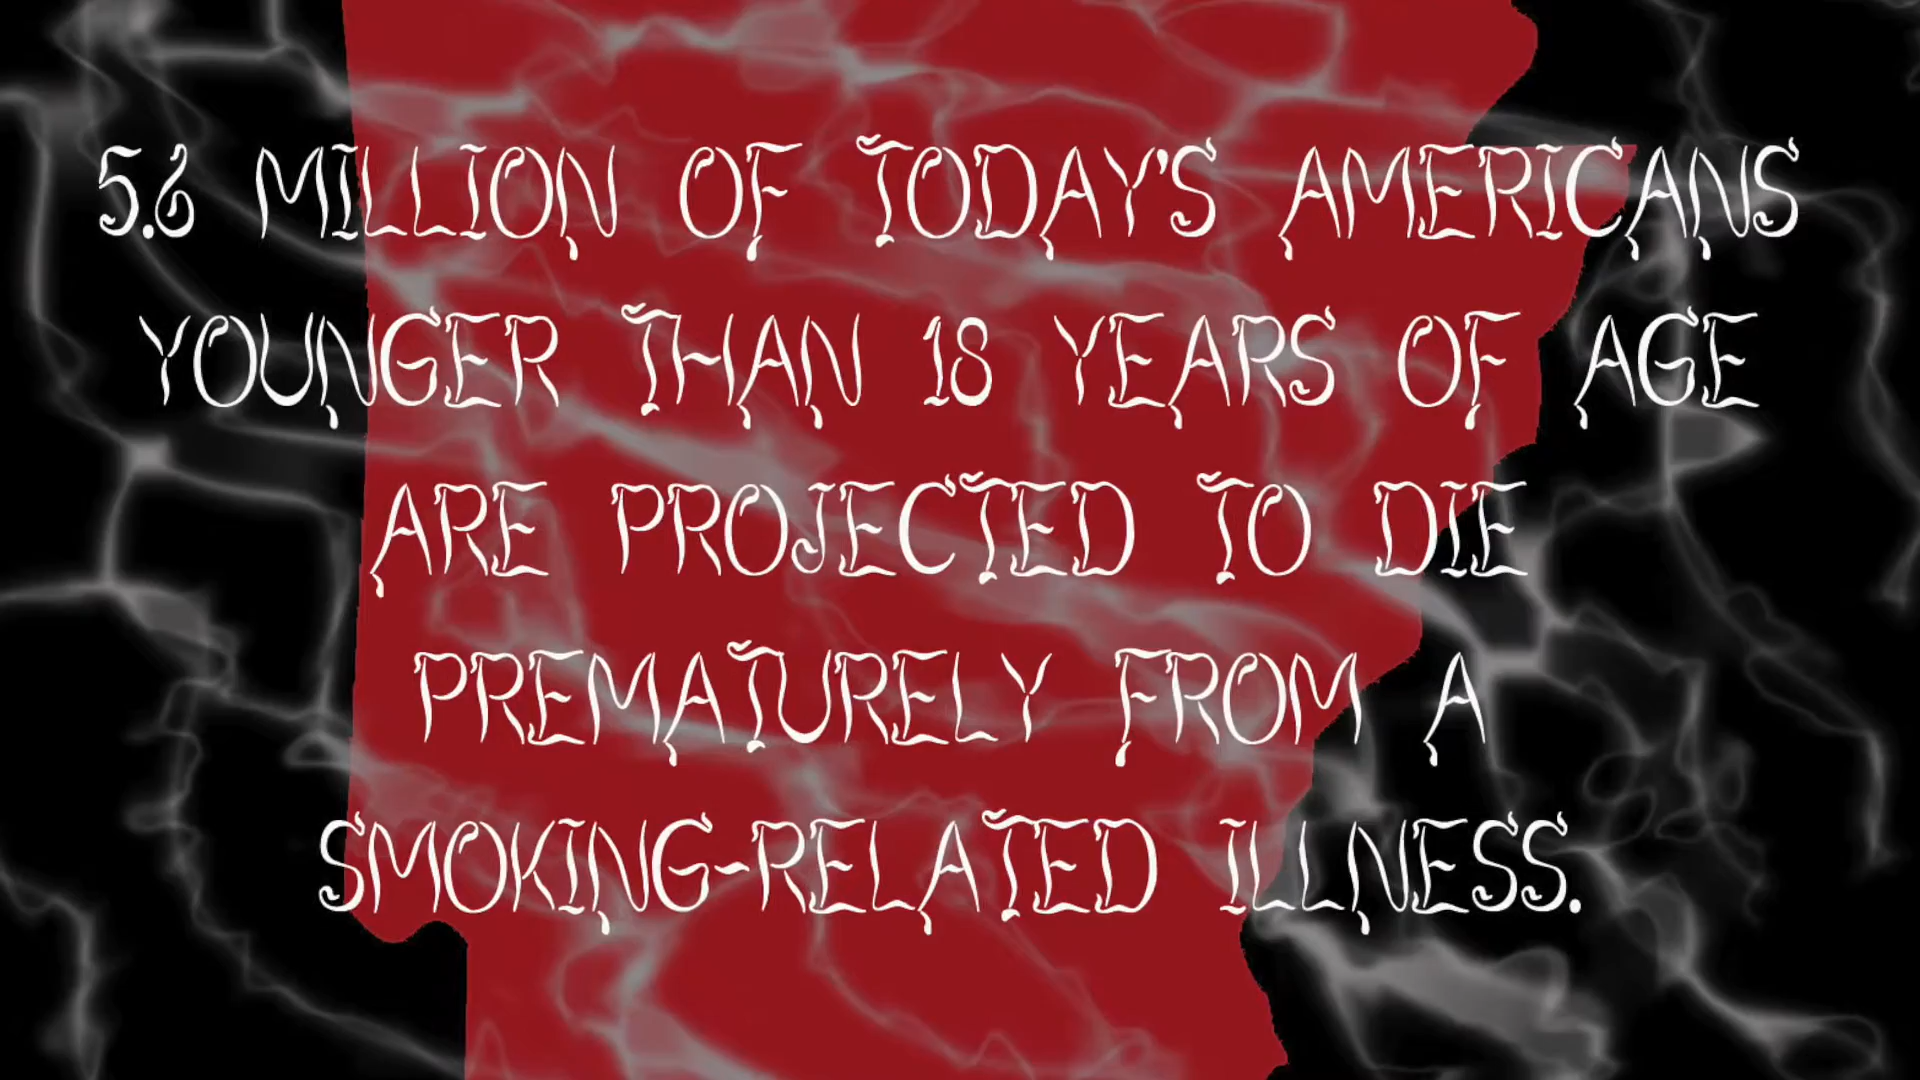 5.6 MILLION OF TODAY'S AMERICANS
YOUNGER THAN 18 YEARS OF AGE
ARE PROJECTED TO DIE
PREMATURELY FROM A
SMOKING-RELATED ILLNESS.